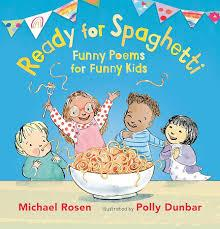 Ready for Spaghetti
Funny Poems
for Funny Kids
Michael Rosen illustrated by Polly Dunbar